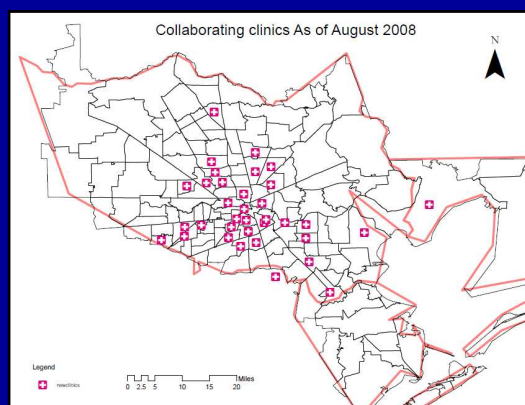 Collaborating clinics As of August 2008
N
Legend
newclinics
0 2.5 5 10 15 20
Miles